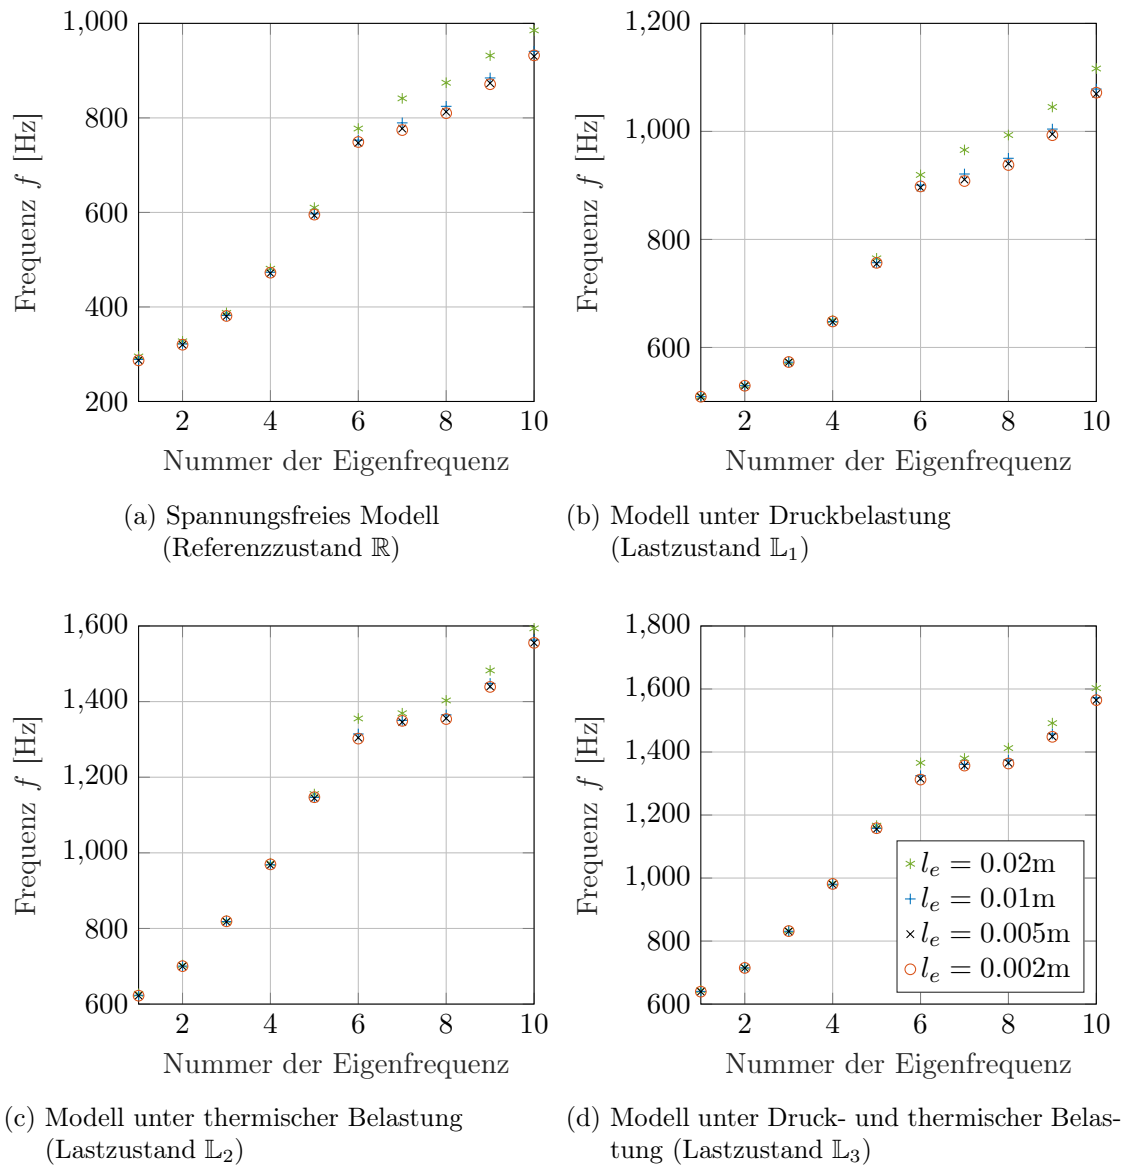 1,000
800
600
400
200
2 4 6 8 10
Frequenz f [Hz]
Nummer der Eigenfrequenz
(a) Spannungsfreies Modell
(Referenzzustand ℝ)
1,200
1,000
800
600
2 4 6 8 10
Frequenz f [Hz]
Nummer der Eigenfrequenz
(b) Modell unter Druckbelastung
(Lastzustand 𝕃₁)
1,600
1,400
1,200
1,000
800
600
2 4 6 8 10
Frequenz f [Hz]
Nummer der Eigenfrequenz
(c) Modell unter thermischer Belastung
(Lastzustand 𝕃₂)
1,800
1,600
1,400
1,200
1,000
800
600
2 4 6 8 10
Frequenz f [Hz]
Nummer der Eigenfrequenz
lₑ = 0.02m
lₑ = 0.01m
lₑ = 0.005m
lₑ = 0.002m
(d) Modell unter Druck- und thermischer Belas-
tung (Lastzustand 𝕃₃)